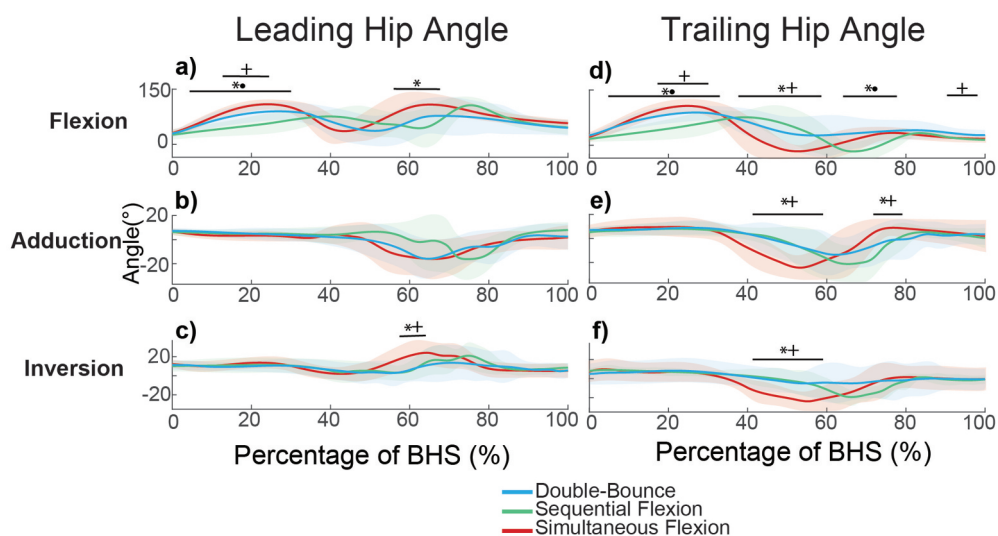 Leading Hip Angle
Trailing Hip Angle
a)
+
*•
*
150
0
Flexion
0 20 40 60 80 100
d)
+
*•
*+
*•
+
0 20 40 60 80 100
b)
20
-20
Adduction
Angle(°)
0 20 40 60 80 100
e)
*+
*+
0 20 40 60 80 100
c)
*+
20
-20
Inversion
0 20 40 60 80 100
f)
*+
0 20 40 60 80 100
Percentage of BHS (%)
Percentage of BHS (%)
Double-Bounce
Sequential Flexion
Simultaneous Flexion